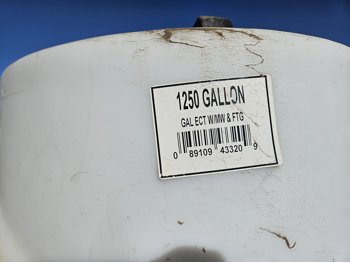 1250 GALLON
GAL ECT W/MW & FTG
0 89109 43320 9